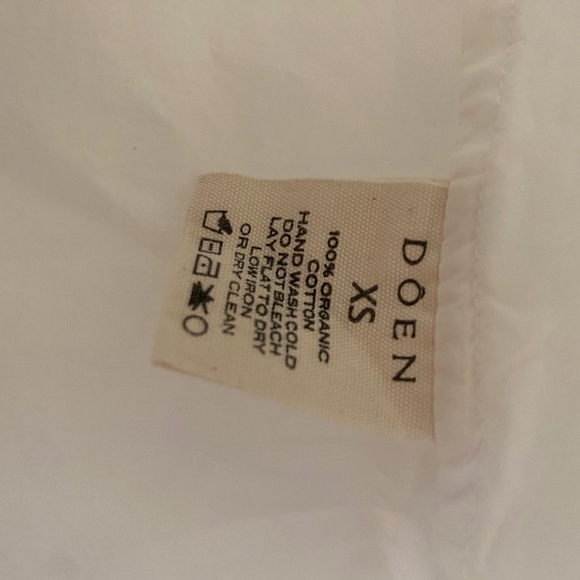 DÔEN
XS
100% ORGANIC
COTTON
HAND WASH COLD
DO NOT BLEACH
LAY FLAT TO DRY
LOW IRON
OR DRY CLEAN